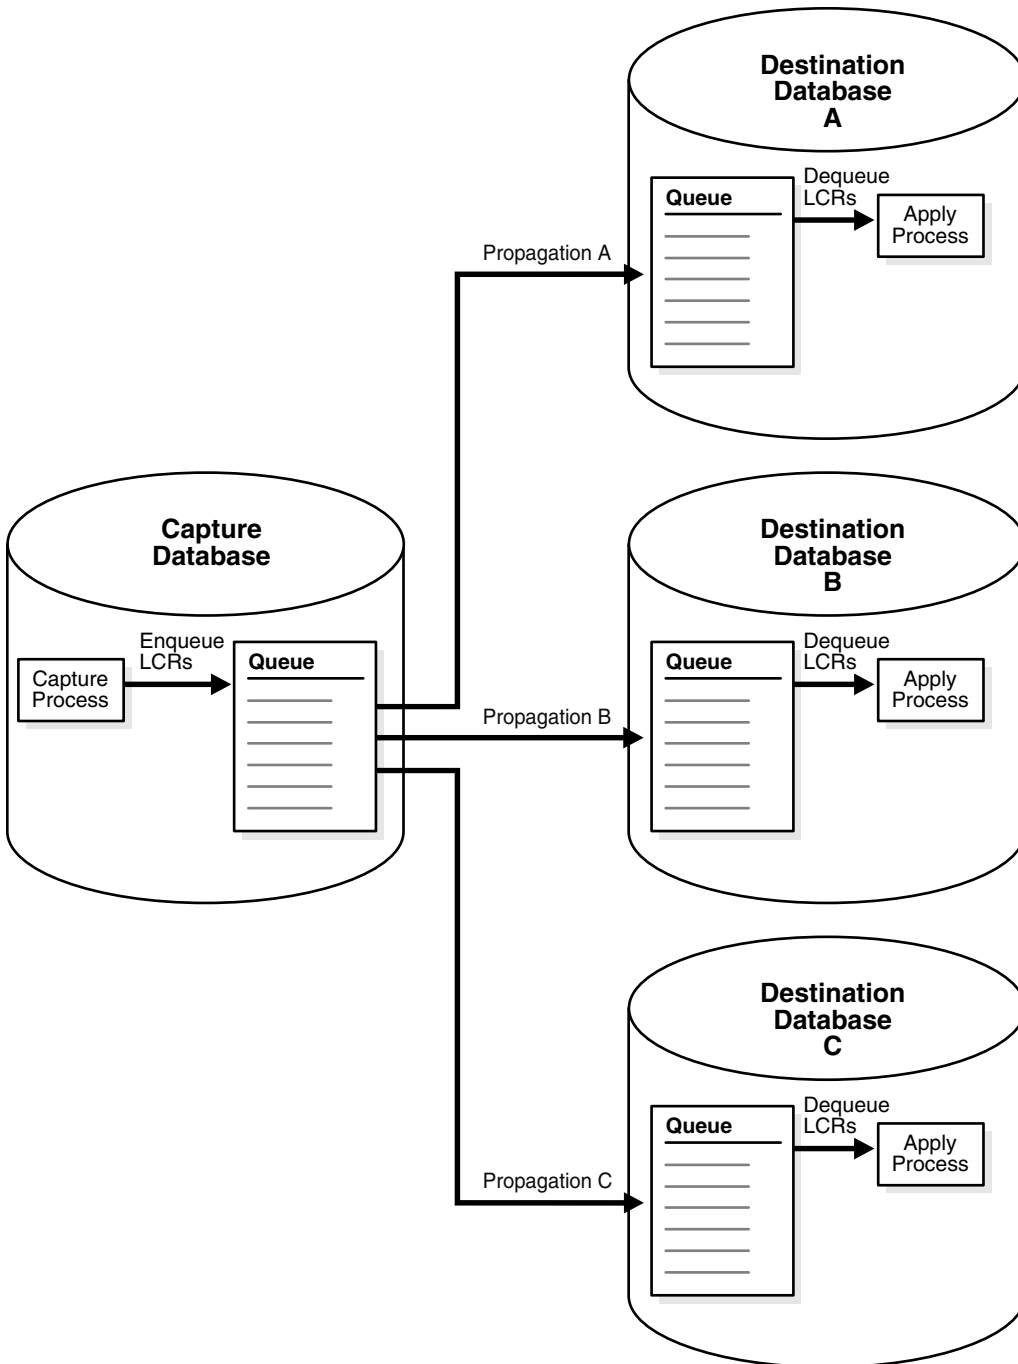 Destination
Database
A
Queue
Dequeue
LCRs
Apply
Process
Propagation A
Capture
Database
Capture
Process
Enqueue
LCRs
Queue
Propagation B
Destination
Database
B
Queue
Dequeue
LCRs
Apply
Process
Propagation C
Destination
Database
C
Queue
Dequeue
LCRs
Apply
Process